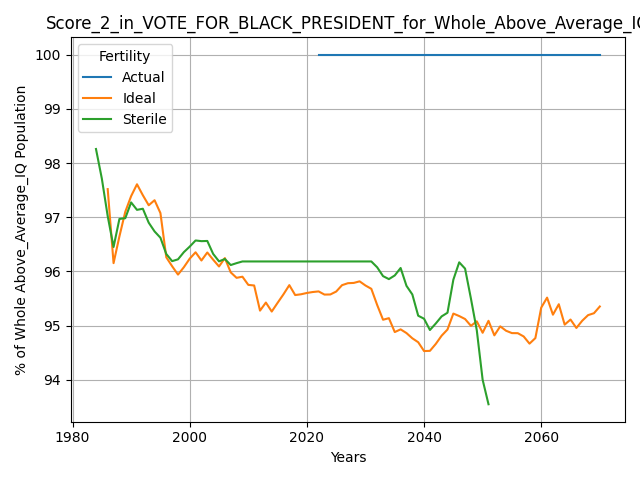 Score_2_in_VOTE_FOR_BLACK_PRESIDENT_for_Whole_Above_Average_IQ
Fertility
Actual
Ideal
Sterile
100
99
98
97
96
95
94
% of Whole Above_Average_IQ Population
1980 2000 2020 2040 2060
Years